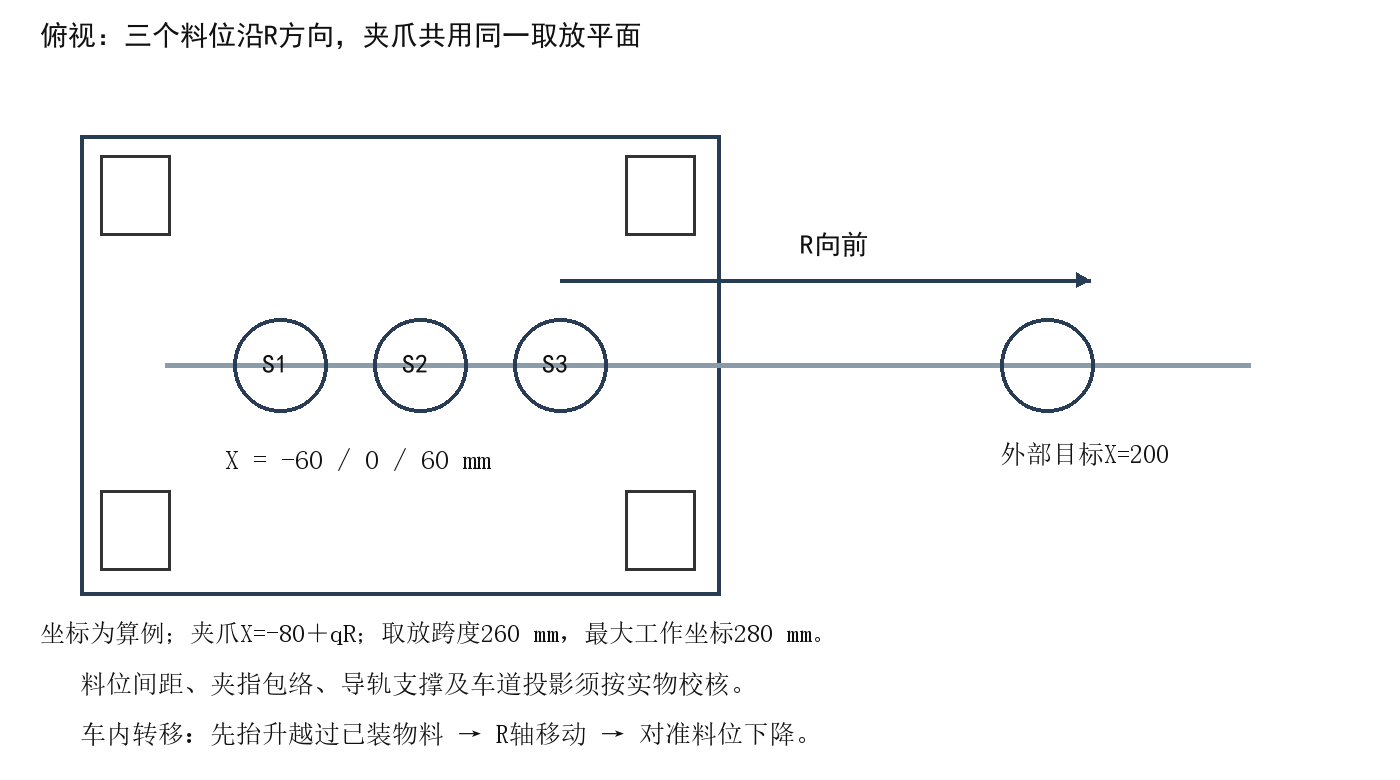 俯视：三个料位沿R方向，夹爪共用同一取放平面
R向前
S1 S2 S3
X = -60 / 0 / 60 mm
外部目标X=200
坐标为算例；夹爪X=-80＋qR；取放跨度260 mm，最大工作坐标280 mm。
料位间距、夹指包络、导轨支撑及车道投影须按实物校核。
车内转移：先抬升越过已装物料 → R轴移动 → 对准料位下降。